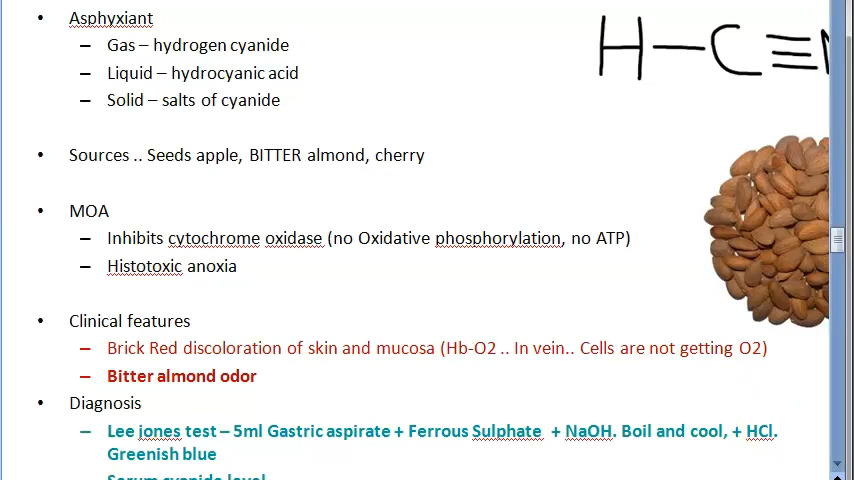 • Asphyxiant
– Gas – hydrogen cyanide
– Liquid – hydrocyanic acid
– Solid – salts of cyanide
H–C≡N
• Sources .. Seeds apple, BITTER almond, cherry
• MOA
– Inhibits cytochrome oxidase (no Oxidative phosphorylation, no ATP)
– Histotoxic anoxia
• Clinical features
– Brick Red discoloration of skin and mucosa (Hb-O2 .. In vein.. Cells are not getting O2)
– Bitter almond odor
• Diagnosis
– Lee jones test – 5ml Gastric aspirate + Ferrous Sulphate + NaOH. Boil and cool, + HCl.
Greenish blue
– Serum cyanide level